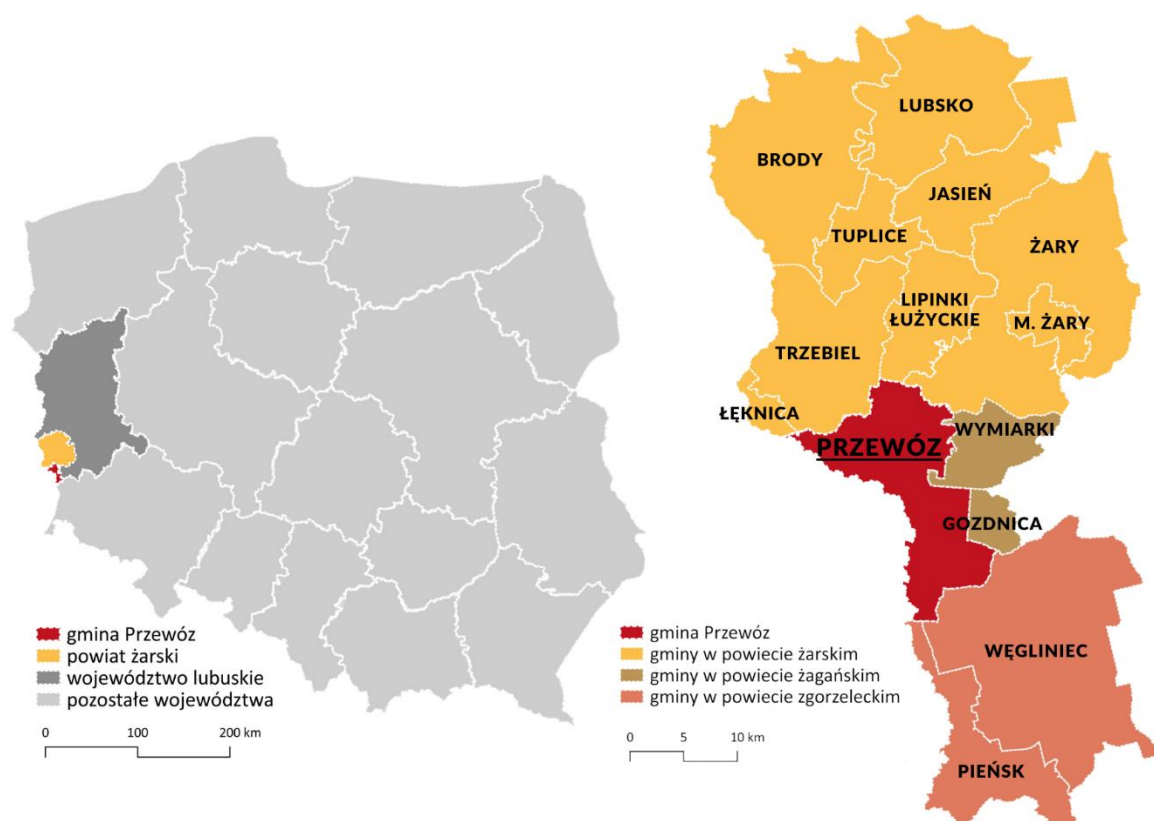 LUBSKO
BRODY
JASIEŃ
TUPLICE
ŻARY
LIPINKI
ŁUŻYCKIE
M. ŻARY
TRZEBIEL
ŁĘKNICA
WYMIARKI
PRZEWÓZ
GOZDNICA
WĘGLINIEC
PIEŃSK
gmina Przewóz
powiat żarski
województwo lubuskie
pozostałe województwa
0 100 200 km
gmina Przewóz
gminy w powiecie żarskim
gminy w powiecie żagańskim
gminy w powiecie zgorzeleckim
0 5 10 km